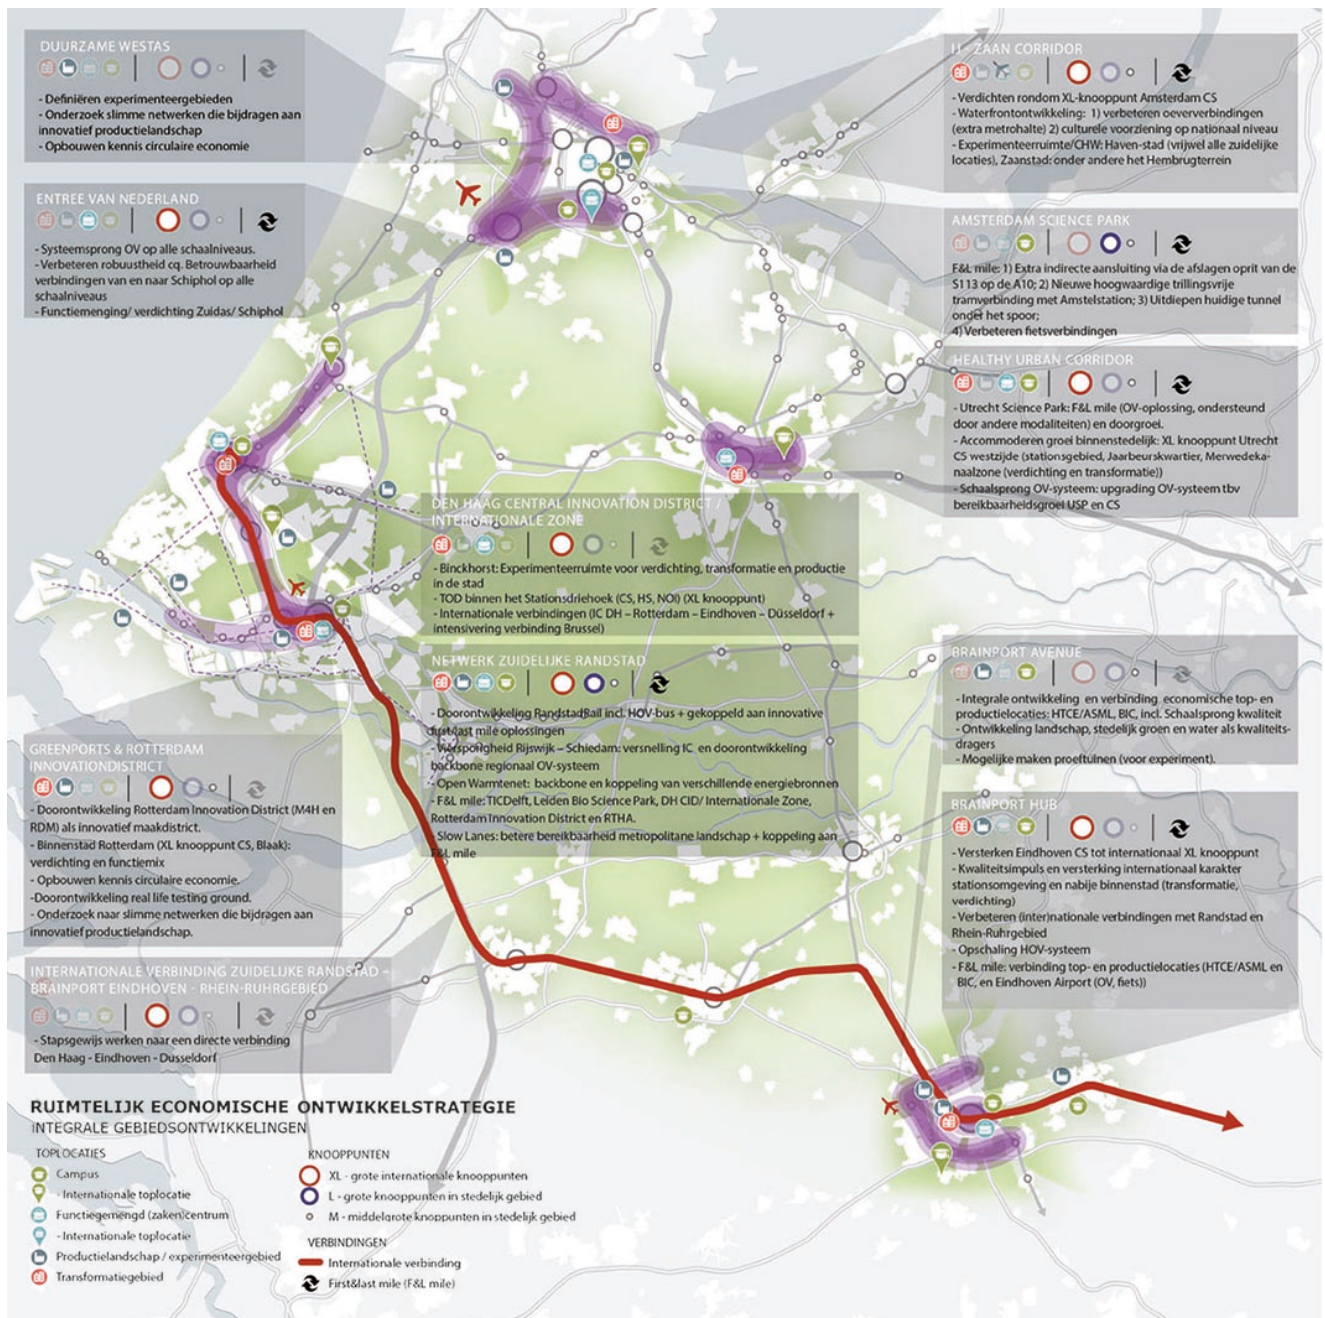 DUURZAME WESTAS
- Definiëren experimenteergebieden
- Onderzoek slimme netwerken die bijdragen aan
innovatief productielandschap
- Opbouwen kennis circulaire economie
ENTREE VAN NEDERLAND
- Systeemsprong OV op alle schaalniveaus.
- Verbeteren robuustheid cq. Betrouwbaarheid
verbindingen van en naar Schiphol op alle
schaalniveaus
- Functiemenging/ verdichting Zuidas/ Schiphol
IJ - ZAAN CORRIDOR
- Verdichten rondom XL-knooppunt Amsterdam CS
- Waterfrontontwikkeling: 1) verbeteren oeververbindingen
(extra metrohalte) 2) culturele voorziening op nationaal niveau
- Experimenteerruimte/CHW: Haven-stad (vrijwel alle zuidelijke
locaties), Zaanstad: onder andere het Hembrugterrein
AMSTERDAM SCIENCE PARK
F&L mile: 1) Extra indirecte aansluiting via de afslagen oprit van de
S113 op de A10; 2) Nieuwe hoogwaardige trillingsvrije
tramverbinding met Amstelstation; 3) Uitdiepen huidige tunnel
onder het spoor;
4) Verbeteren fietsverbindingen
HEALTHY URBAN CORRIDOR
- Utrecht Science Park: F&L mile (OV-oplossing, ondersteund
door andere modaliteiten) en doorgroei.
- Accommoderen groei binnenstedelijk: XL knooppunt Utrecht
CS westzijde (stationsgebied, Jaarbeurskwartier, Merwedeka-
naalzone (verdichting en transformatie))
- Schaalsprong OV-systeem: upgrading OV-systeem tbv
bereikbaarheidsgroei USP en CS
DEN HAAG CENTRAL INNOVATION DISTRICT /
INTERNATIONALE ZONE
- Binckhorst: Experimenteerruimte voor verdichting, transformatie en productie
in de stad
- TOD binnen het Stationsdriehoek (CS, HS, NOI) (XL knooppunt)
- Internationale verbindingen (IC DH – Rotterdam – Eindhoven – Düsseldorf +
intensivering verbinding Brussel)
NETWERK ZUIDELIJKE RANDSTAD
- Doorontwikkeling RandstadRail incl. HOV-bus + gekoppeld aan innovative
first/last mile oplossingen
- Viersporigheid Rijswijk – Schiedam: versnelling IC en doorontwikkeling
backbone regionaal OV-systeem
- Open Warmtenet: backbone en koppeling van verschillende energiebronnen
- F&L mile: TICDelft, Leiden Bio Science Park, DH CID/ Internationale Zone,
Rotterdam Innovation District en RTHA.
Slow Lanes: betere bereikbaarheid metropolitane landschap + koppeling aan
F&L mile
BRAINPORT AVENUE
- Integrale ontwikkeling en verbinding economische top- en
productielocaties: HTCE/ASML, BIC, incl. Schaalsprong kwaliteit
- Ontwikkeling landschap, stedelijk groen en water als kwaliteits-
dragers
- Mogelijke maken proeftuinen (voor experiment).
BRAINPORT HUB
- Versterken Eindhoven CS tot internationaal XL knooppunt
- Kwaliteitsimpuls en versterking internationaal karakter
stationsomgeving en nabije binnenstad (transformatie,
verdichting)
- Verbeteren (inter)nationale verbindingen met Randstad en
Rhein-Ruhrgebied
- Opschaling HOV-systeem
- F&L mile: verbinding top- en productielocaties (HTCE/ASML en
BIC, en Eindhoven Airport (OV, fiets))
GREENPORTS & ROTTERDAM
INNOVATIONDISTRICT
- Doorontwikkeling Rotterdam Innovation District (M4H en
RDM) als innovatief maakdistrict.
- Binnenstad Rotterdam (XL knooppunt CS, Blaak):
verdichting en functiemix
- Opbouwen kennis circulaire economie.
-Doorontwikkeling real life testing ground.
- Onderzoek naar slimme netwerken die bijdragen aan
innovatief productielandschap.
INTERNATIONALE VERBINDING ZUIDELIJKE RANDSTAD –
BRAINPORT EINDHOVEN - RHEIN-RUHRGEBIED
- Stapsgewijs werken naar een directe verbinding
Den Haag - Eindhoven - Dusseldorf
RUIMTELIJK ECONOMISCHE ONTWIKKELSTRATEGIE
INTEGRALE GEBIEDSONTWIKKELINGEN
TOPLOCATIES
Campus
- Internationale toplocatie
Functiegemengd (zaken)centrum
- Internationale toplocatie
Productielandschap / experimenteergebied
Transformatiegebied
KNOOPPUNTEN
XL - grote internationale knooppunten
L - grote knooppunten in stedelijk gebied
M - middelgrote knoppunten in stedelijk gebied
VERBINDINGEN
Internationale verbinding
First&last mile (F&L mile)